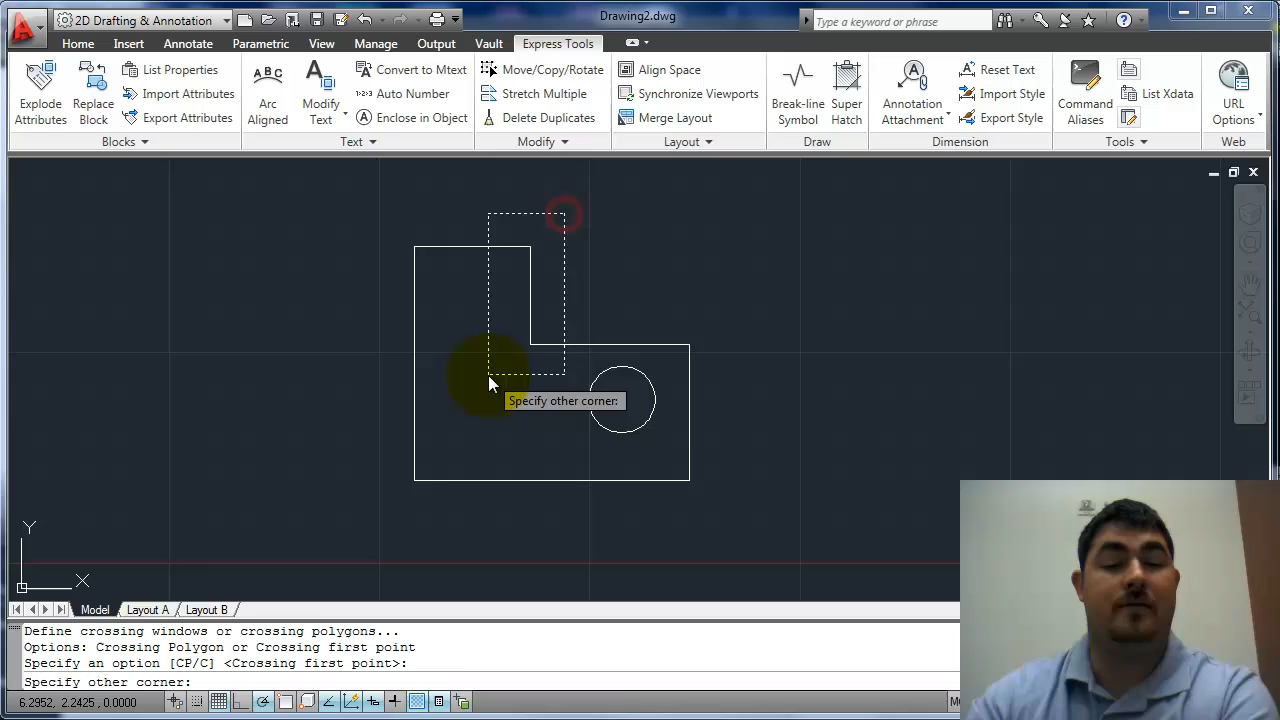 2D Drafting & Annotation
Drawing2.dwg
Type a keyword or phrase
Home Insert Annotate Parametric View Manage Output Vault Express Tools
Explode Attributes
Replace Block
List Properties
Import Attributes
Export Attributes
Blocks
Arc Aligned
Modify Text
Convert to Mtext
Auto Number
Enclose in Object
Text
Move/Copy/Rotate
Stretch Multiple
Delete Duplicates
Modify
Align Space
Synchronize Viewports
Merge Layout
Layout
Break-line Symbol
Super Hatch
Draw
Annotation Attachment
Reset Text
Import Style
Export Style
Dimension
Command Aliases
List Xdata
Tools
URL Options
Web
Specify other corner:
Y
X
Model Layout A Layout B
Define crossing windows or crossing polygons...
Options: Crossing Polygon or Crossing first point
Specify an option [CP/C] <Crossing first point>:
Specify other corner:
6.2952, 2.2425, 0.0000